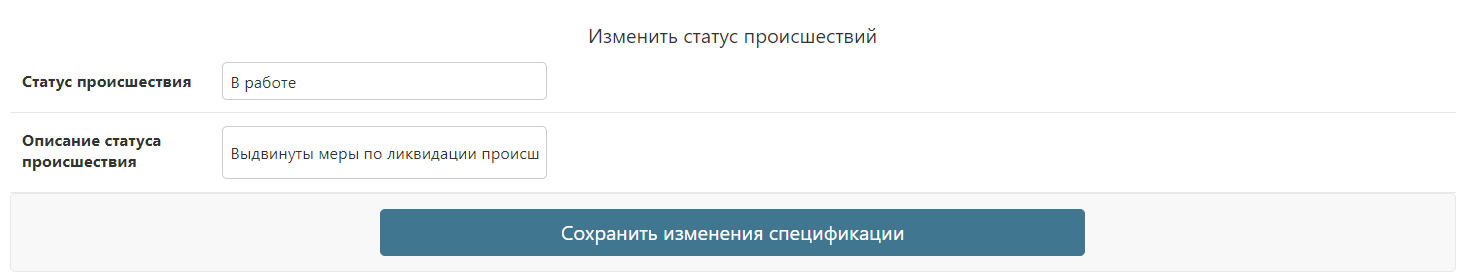 Изменить статус происшествий
Статус происшествия
В работе
Описание статуса
происшествия
Выдвинуты меры по ликвидации происш
Сохранить изменения спецификации